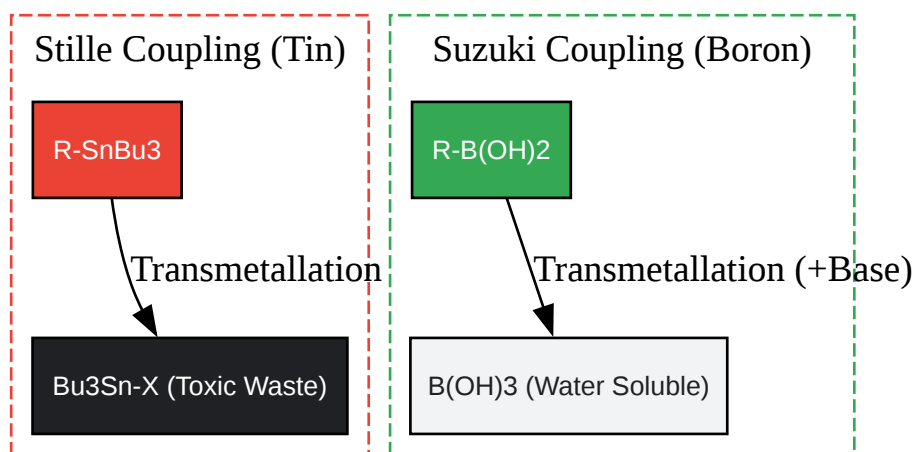 Stille Coupling (Tin)
R-SnBu3
Transmetallation
Bu3Sn-X (Toxic Waste)
Suzuki Coupling (Boron)
R-B(OH)2
Transmetallation (+Base)
B(OH)3 (Water Soluble)